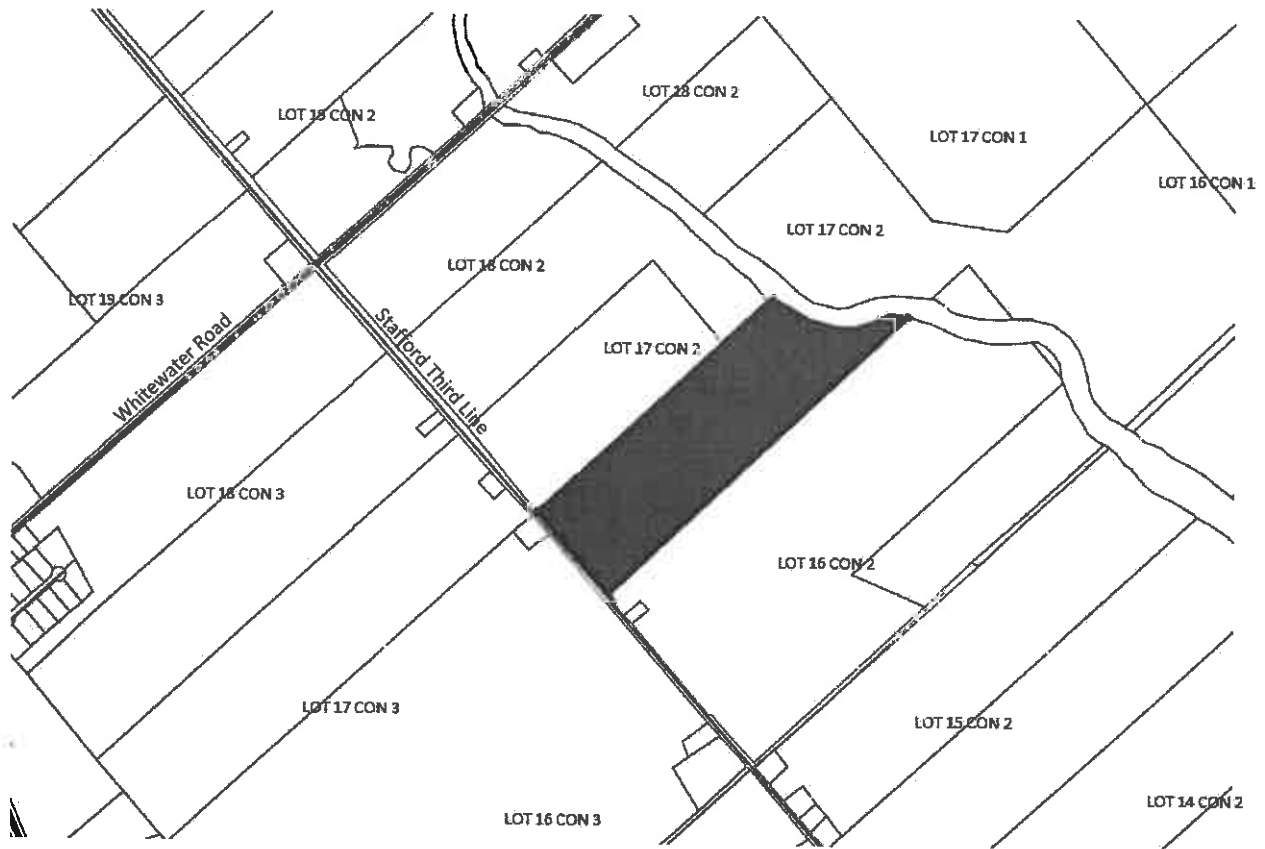 LOT 18 CON 2
LOT 19 CON 2
LOT 17 CON 1
LOT 16 CON 1
LOT 17 CON 2
LOT 18 CON 2
LOT 19 CON 3
Whitewater Road
Stafford Third Line
LOT 17 CON 2
LOT 18 CON 3
LOT 16 CON 2
LOT 17 CON 3
LOT 15 CON 2
LOT 14 CON 2
LOT 16 CON 3